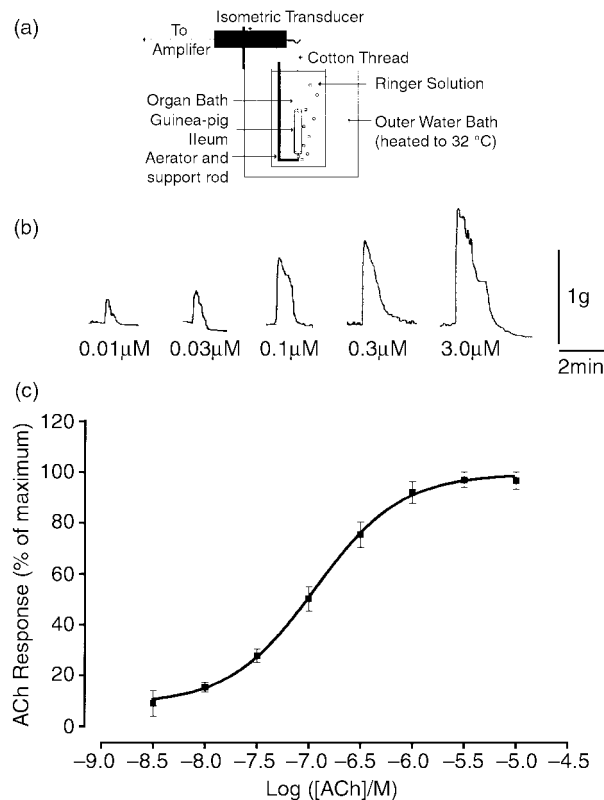 (a)
Isometric Transducer
To
Amplifer
Cotton Thread
Ringer Solution
Organ Bath
Guinea-pig
Ileum
Outer Water Bath
(heated to 32 °C)
Aerator and
support rod
(b)
1g
0.01μM 0.03μM 0.1μM 0.3μM 3.0μM
2min
(c)
120
100
80
60
40
20
0
ACh Response (% of maximum)
–9.0 –8.5 –8.0 –7.5 –7.0 –6.5 –6.0 –5.5 –5.0 –4.5
Log ([ACh]/M)